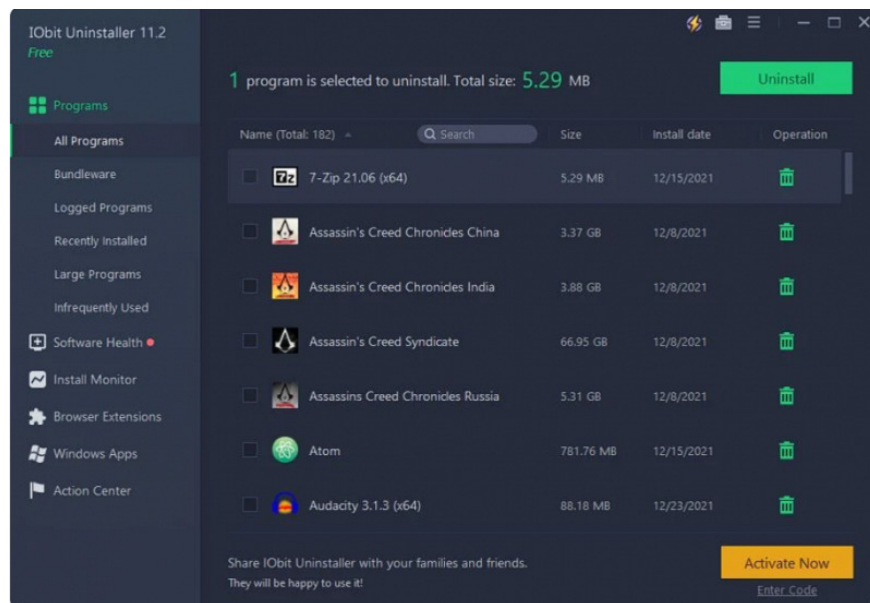 IObit Uninstaller 11.2
Free
1 program is selected to uninstall. Total size: 5.29 MB
Uninstall
Programs
All Programs
Bundleware
Logged Programs
Recently Installed
Large Programs
Infrequently Used
Software Health
Install Monitor
Browser Extensions
Windows Apps
Action Center
Name (Total: 182) Search Size Install date Operation
7z 7-Zip 21.06 (x64) 5.29 MB 12/15/2021
Assassin's Creed Chronicles China 3.37 GB 12/8/2021
Assassin's Creed Chronicles India 3.88 GB 12/8/2021
Assassin's Creed Syndicate 66.95 GB 12/8/2021
Assassins Creed Chronicles Russia 5.31 GB 12/8/2021
Atom 781.76 MB 12/15/2021
Audacity 3.1.3 (x64) 88.18 MB 12/23/2021
Share IObit Uninstaller with your families and friends.
They will be happy to use it!
Activate Now
Enter Code